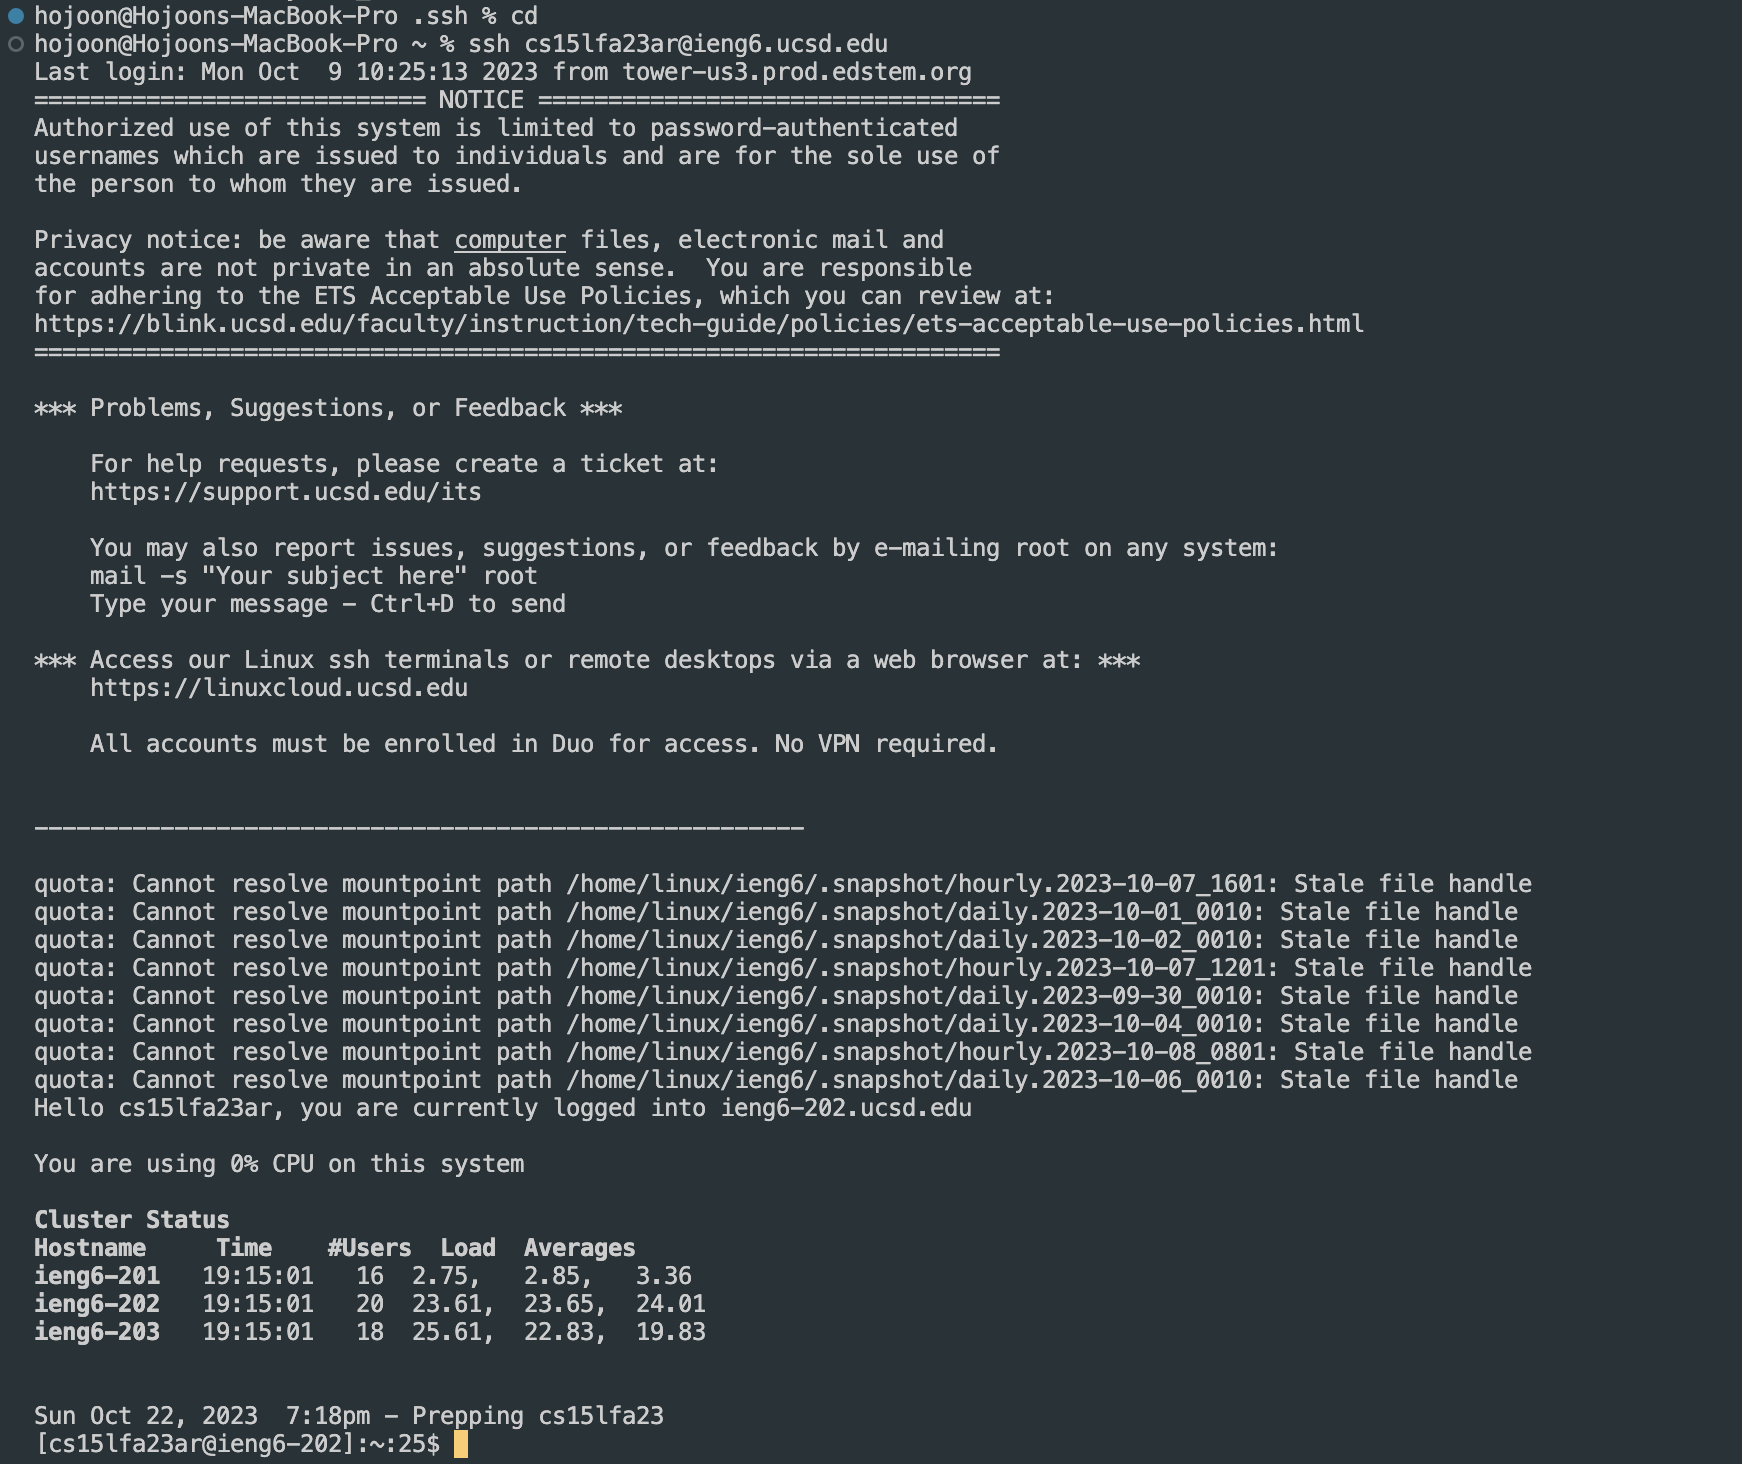 hojoon@Hojoons-MacBook-Pro .ssh % cd
hojoon@Hojoons-MacBook-Pro ~ % ssh cs15lfa23ar@ieng6.ucsd.edu
Last login: Mon Oct  9 10:25:13 2023 from tower-us3.prod.edstem.org
============================ NOTICE =================================
Authorized use of this system is limited to password-authenticated
usernames which are issued to individuals and are for the sole use of
the person to whom they are issued.

Privacy notice: be aware that computer files, electronic mail and
accounts are not private in an absolute sense.  You are responsible
for adhering to the ETS Acceptable Use Policies, which you can review at:
https://blink.ucsd.edu/faculty/instruction/tech-guide/policies/ets-acceptable-use-policies.html
=====================================================================

*** Problems, Suggestions, or Feedback ***

    For help requests, please create a ticket at:
    https://support.ucsd.edu/its

    You may also report issues, suggestions, or feedback by e-mailing root on any system:
    mail -s "Your subject here" root
    Type your message - Ctrl+D to send

*** Access our Linux ssh terminals or remote desktops via a web browser at: ***
    https://linuxcloud.ucsd.edu

    All accounts must be enrolled in Duo for access. No VPN required.

-------------------------------------------------------

quota: Cannot resolve mountpoint path /home/linux/ieng6/.snapshot/hourly.2023-10-07_1601: Stale file handle
quota: Cannot resolve mountpoint path /home/linux/ieng6/.snapshot/daily.2023-10-01_0010: Stale file handle
quota: Cannot resolve mountpoint path /home/linux/ieng6/.snapshot/daily.2023-10-02_0010: Stale file handle
quota: Cannot resolve mountpoint path /home/linux/ieng6/.snapshot/hourly.2023-10-07_1201: Stale file handle
quota: Cannot resolve mountpoint path /home/linux/ieng6/.snapshot/daily.2023-09-30_0010: Stale file handle
quota: Cannot resolve mountpoint path /home/linux/ieng6/.snapshot/daily.2023-10-04_0010: Stale file handle
quota: Cannot resolve mountpoint path /home/linux/ieng6/.snapshot/hourly.2023-10-08_0801: Stale file handle
quota: Cannot resolve mountpoint path /home/linux/ieng6/.snapshot/daily.2023-10-06_0010: Stale file handle
Hello cs15lfa23ar, you are currently logged into ieng6-202.ucsd.edu

You are using 0% CPU on this system

Cluster Status
Hostname     Time    #Users  Load  Averages
ieng6-201   19:15:01   16  2.75,   2.85,   3.36
ieng6-202   19:15:01   20  23.61,  23.65,  24.01
ieng6-203   19:15:01   18  25.61,  22.83,  19.83

Sun Oct 22, 2023  7:18pm - Prepping cs15lfa23
[cs15lfa23ar@ieng6-202]:~:25$